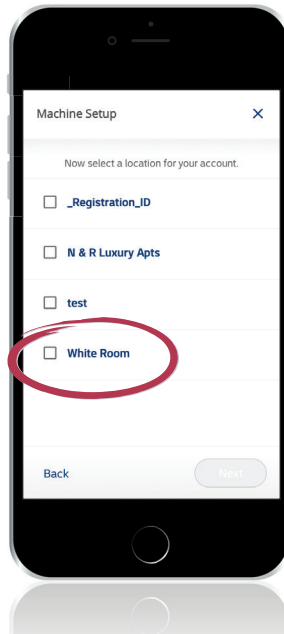 Machine Setup
Now select a location for your account.
_Registration_ID
N & R Luxury Apts
test
White Room
Back
Next